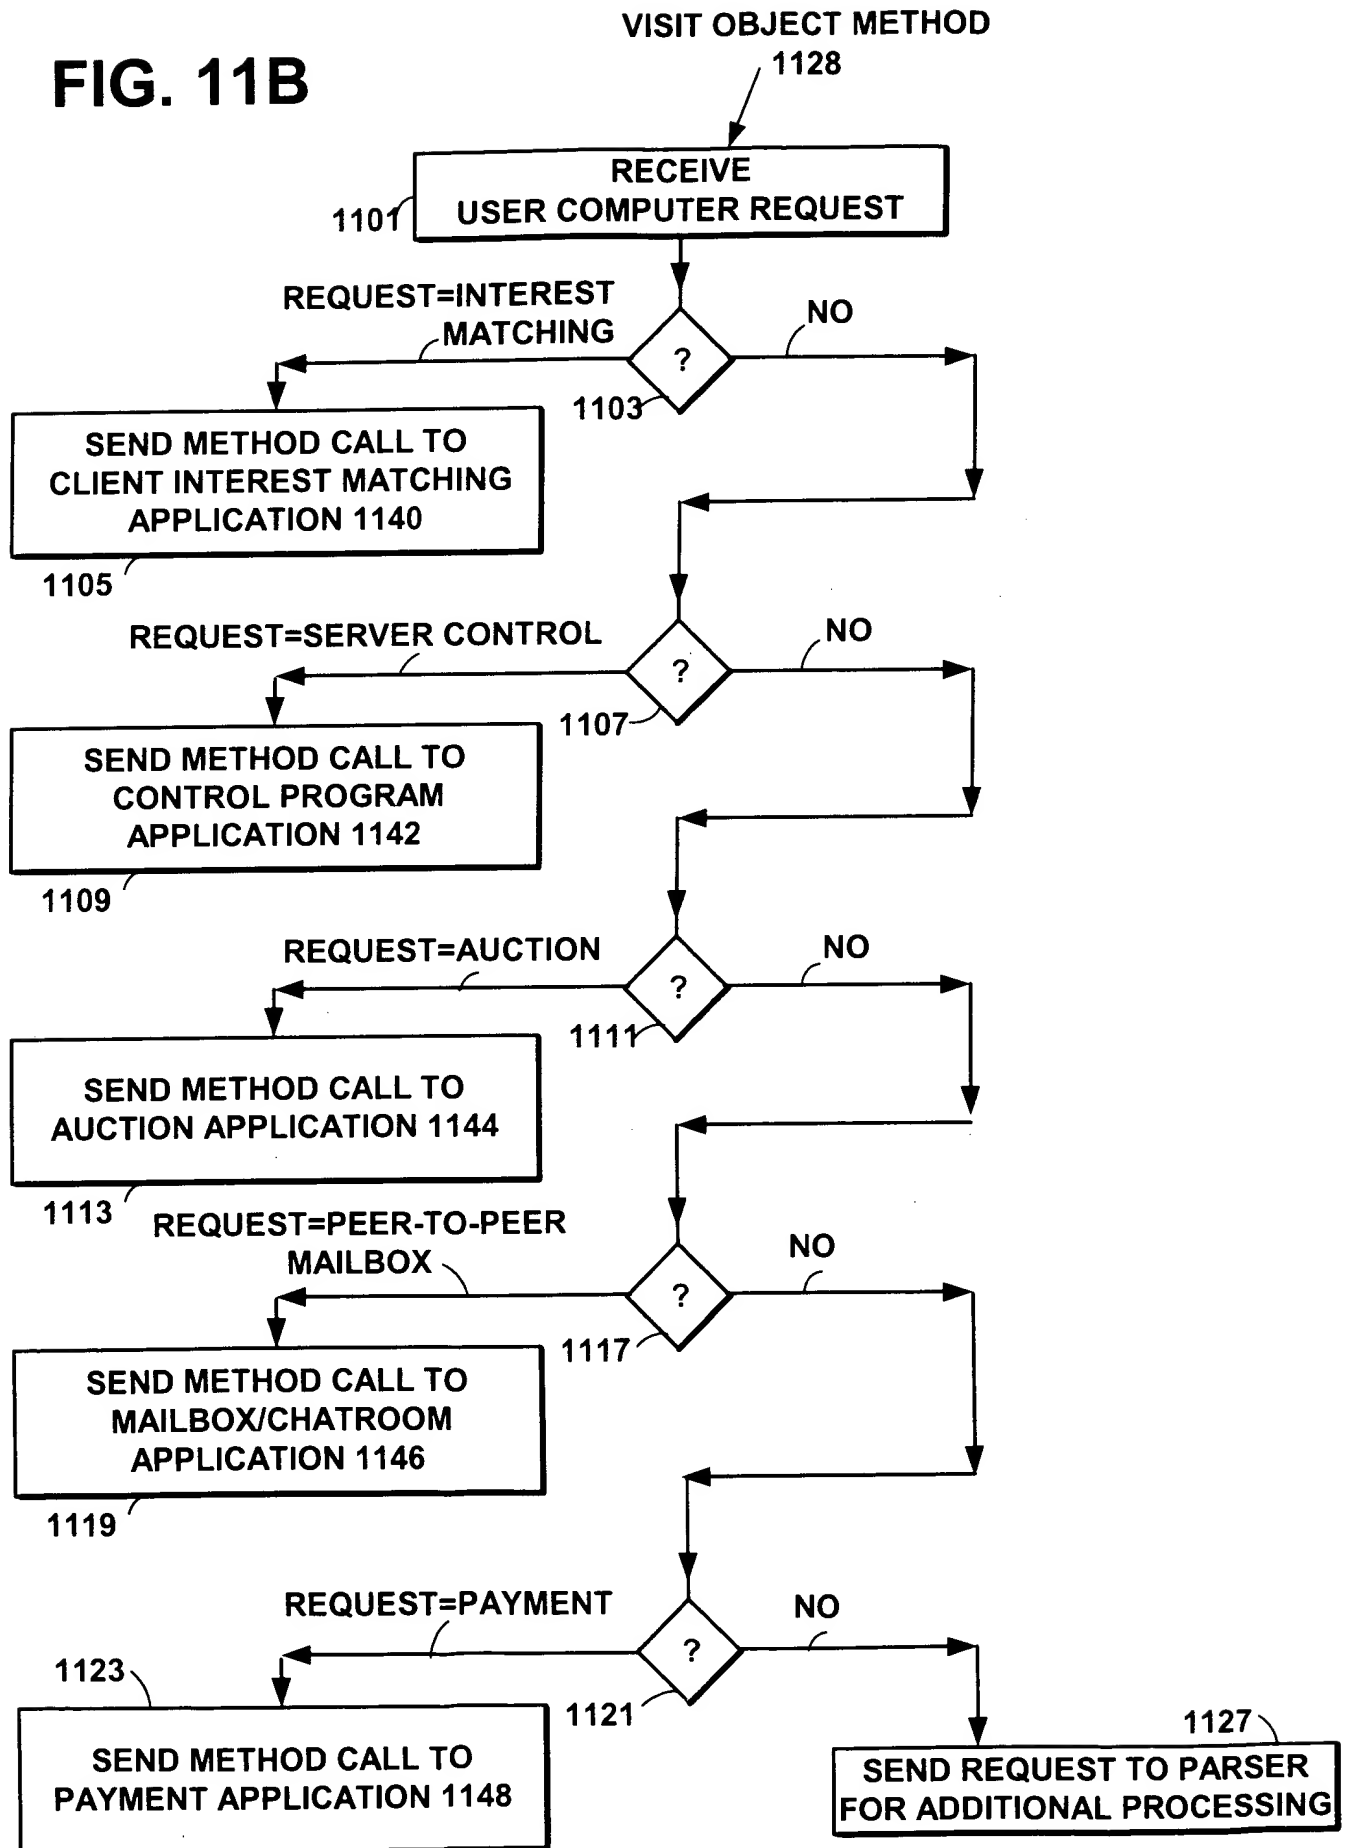 VISIT OBJECT METHOD
1128
FIG. 11B
RECEIVE
USER COMPUTER REQUEST
1101
REQUEST=INTEREST
MATCHING
NO
?
1103
SEND METHOD CALL TO
CLIENT INTEREST MATCHING
APPLICATION 1140
1105
REQUEST=SERVER CONTROL
NO
?
1107
SEND METHOD CALL TO
CONTROL PROGRAM
APPLICATION 1142
1109
REQUEST=AUCTION
NO
?
1111
SEND METHOD CALL TO
AUCTION APPLICATION 1144
1113
REQUEST=PEER-TO-PEER
MAILBOX
NO
?
1117
SEND METHOD CALL TO
MAILBOX/CHATROOM
APPLICATION 1146
1119
REQUEST=PAYMENT
NO
?
1121
1123
SEND METHOD CALL TO
PAYMENT APPLICATION 1148
1127
SEND REQUEST TO PARSER
FOR ADDITIONAL PROCESSING